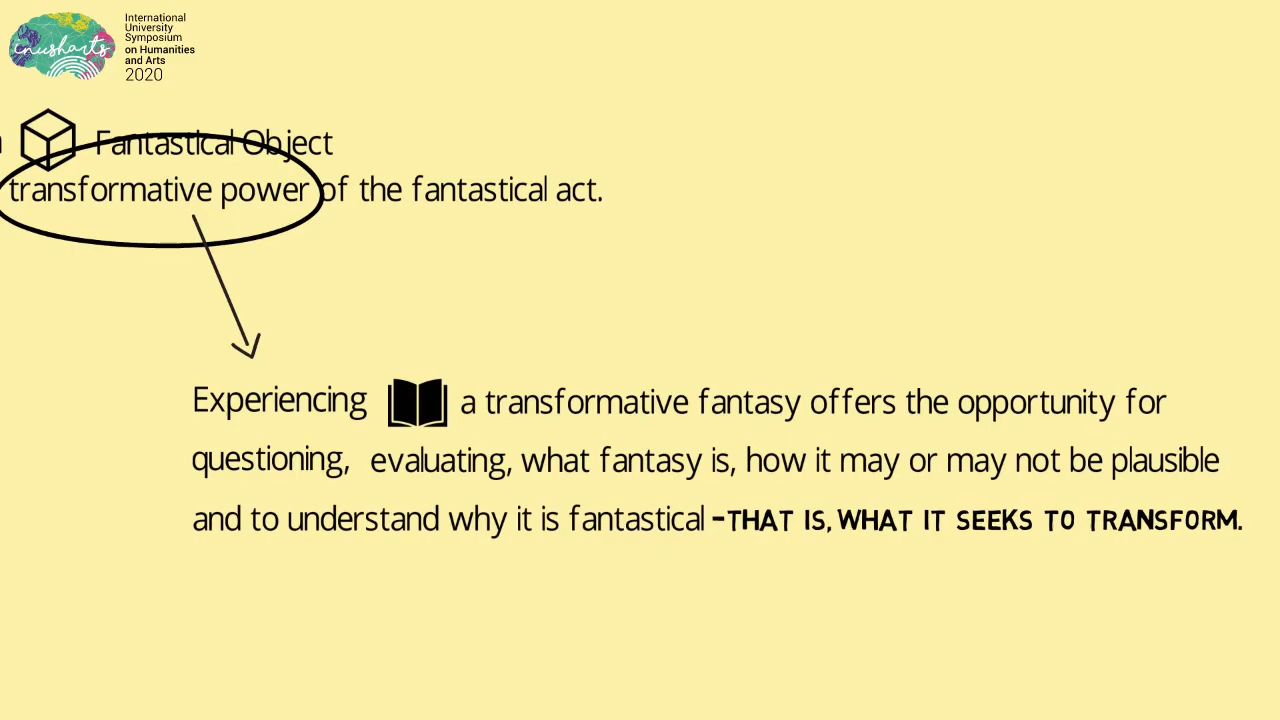 inusharts
International
University
Symposium
on Humanities
and Arts
2020
Fantastical Object
transformative power of the fantastical act.
Experiencing a transformative fantasy offers the opportunity for
questioning, evaluating, what fantasy is, how it may or may not be plausible
and to understand why it is fantastical -THAT IS, WHAT IT SEEKS TO TRANSFORM.